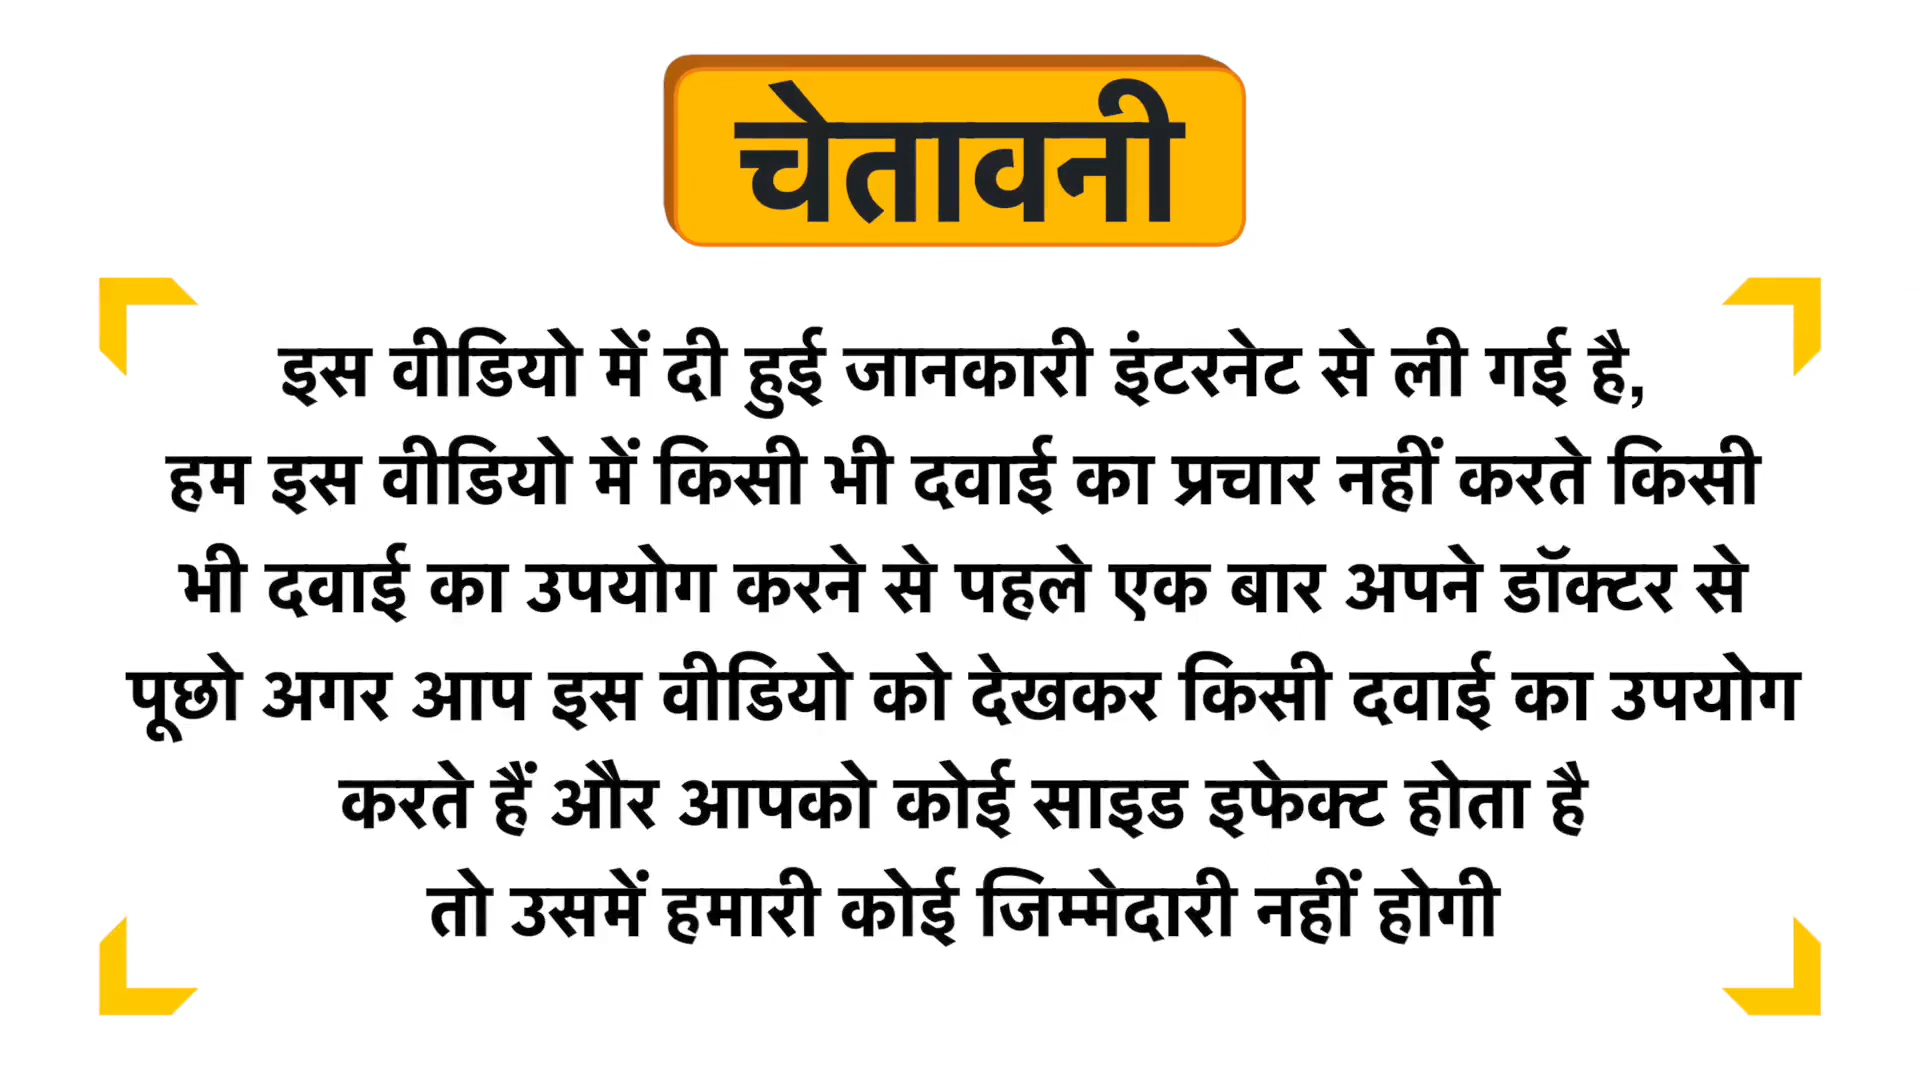 चेतावनी
इस वीडियो में दी हुई जानकारी इंटरनेट से ली गई है,
हम इस वीडियो में किसी भी दवाई का प्रचार नहीं करते किसी
भी दवाई का उपयोग करने से पहले एक बार अपने डॉक्टर से
पूछो अगर आप इस वीडियो को देखकर किसी दवाई का उपयोग
करते हैं और आपको कोई साइड इफेक्ट होता है
तो उसमें हमारी कोई जिम्मेदारी नहीं होगी